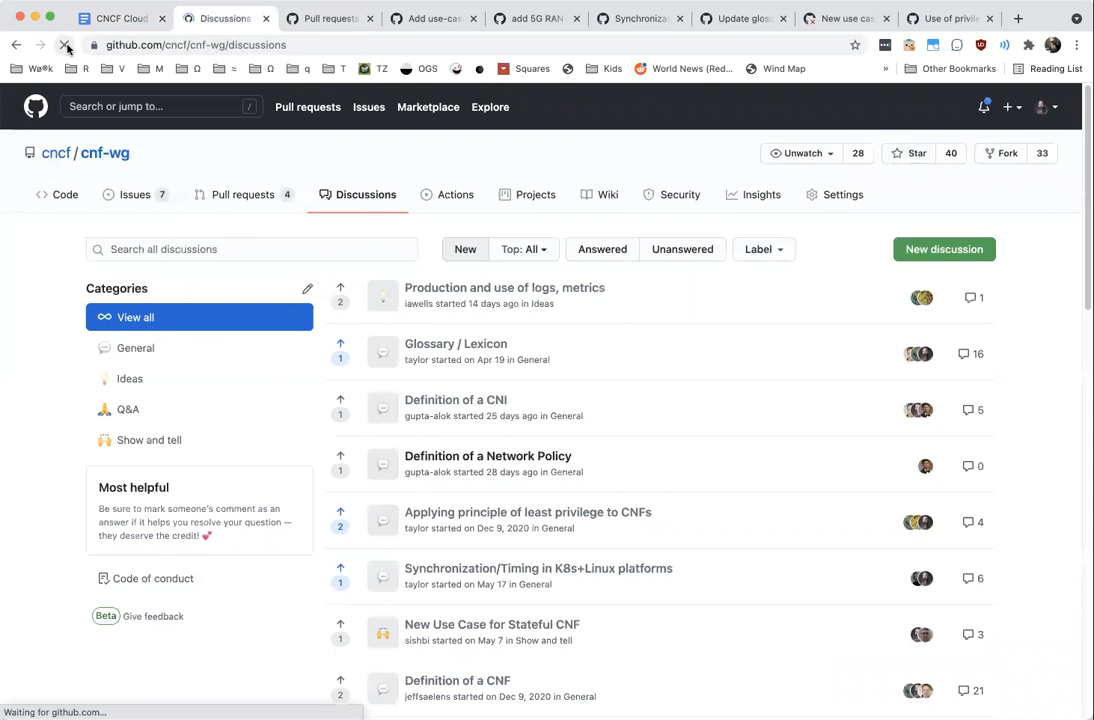 CNCF Cloud
Discussions
Pull requests
Add use-cas
add 5G RAN
Synchroniza
Update glos
New use cas
Use of privile
github.com/cncf/cnf-wg/discussions
Wø®k
R
V
M
Ω
≈
Ω
q
T
TZ
OGS
Squares
Kids
World News (Red...
Wind Map
»
Other Bookmarks
Reading List
Search or jump to...
/
Pull requests
Issues
Marketplace
Explore
cncf / cnf-wg
Unwatch
28
Star
40
Fork
33
Code
Issues 7
Pull requests 4
Discussions
Actions
Projects
Wiki
Security
Insights
Settings
Search all discussions
New
Top: All
Answered
Unanswered
Label
New discussion
Categories
View all
General
Ideas
Q&A
Show and tell
Most helpful
Be sure to mark someone's comment as an
answer if it helps you resolve your question —
they deserve the credit!
Code of conduct
Beta Give feedback
2
Production and use of logs, metrics
iawells started 14 days ago in Ideas
1
1
Glossary / Lexicon
taylor started on Apr 19 in General
16
1
Definition of a CNI
gupta-alok started 25 days ago in General
5
1
Definition of a Network Policy
gupta-alok started 28 days ago in General
0
2
Applying principle of least privilege to CNFs
taylor started on Dec 9, 2020 in General
4
1
Synchronization/Timing in K8s+Linux platforms
taylor started on May 17 in General
6
1
New Use Case for Stateful CNF
sishbi started on May 7 in Show and tell
3
2
Definition of a CNF
jeffsaelens started on Dec 9, 2020 in General
21
Waiting for github.com...